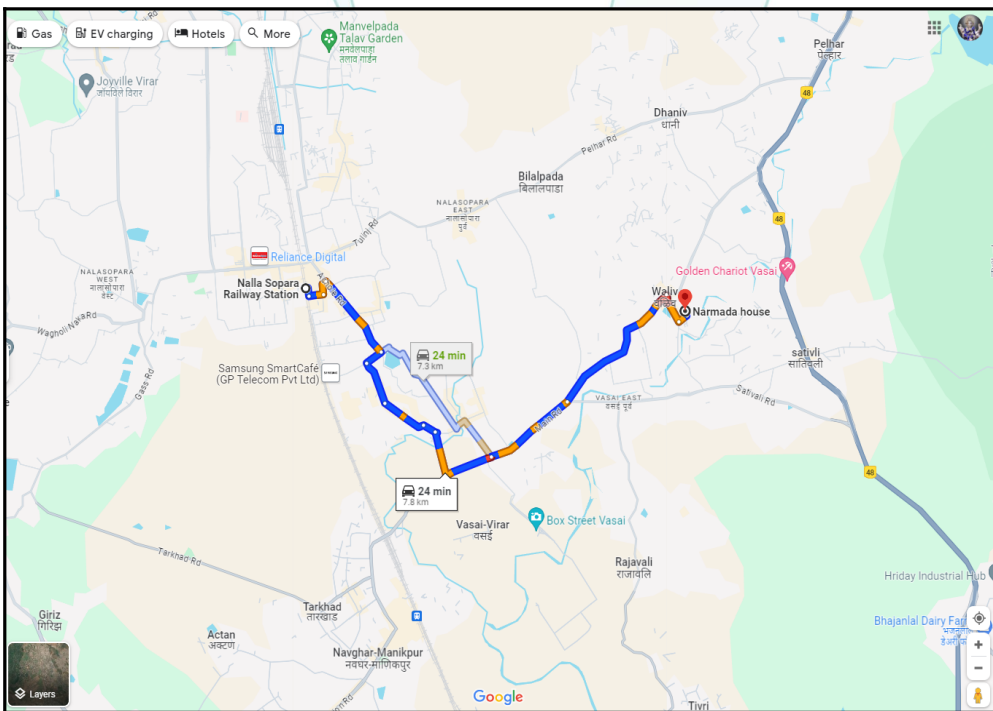 Gas
EV charging
Hotels
More
Manvelpada
Talav Garden
मनवेलपाडा
तलाव गार्डन
Pelhar
पेल्हार
48
Joyville Virar
जॉयविले विरार
Dhaniv
धानी
Pelhar Rd
Bilalpada
बिलालपाडा
NALASOPARA
EAST
नालासोपारा
पूर्व
48
Tulinj Rd
Reliance Digital
NALASOPARA
WEST
नालासोपारा
वेस्ट
Golden Chariot Vasai
Nalla Sopara
Railway Station
Waliv
वालीव
Narmada house
Wagholi Naka Rd
24 min
7.3 km
Samsung SmartCafé
(GP Telecom Pvt Ltd)
Gass Rd
sativli
सातिवली
VASAI EAST
वसई पूर्व
Sativali Rd
Main Rd
48
24 min
7.8 km
Vasai-Virar
वसई
Box Street Vasai
Tarkhad Rd
Rajavali
राजावलि
Hriday Industrial Hub
Giriz
गिरिझ
Tarkhad
तारखाड
Bhajanlal Dairy Far
Actan
अक्टण
Navghar-Manikpur
नवघर-माणिकपुर
Layers
Google
Tivri